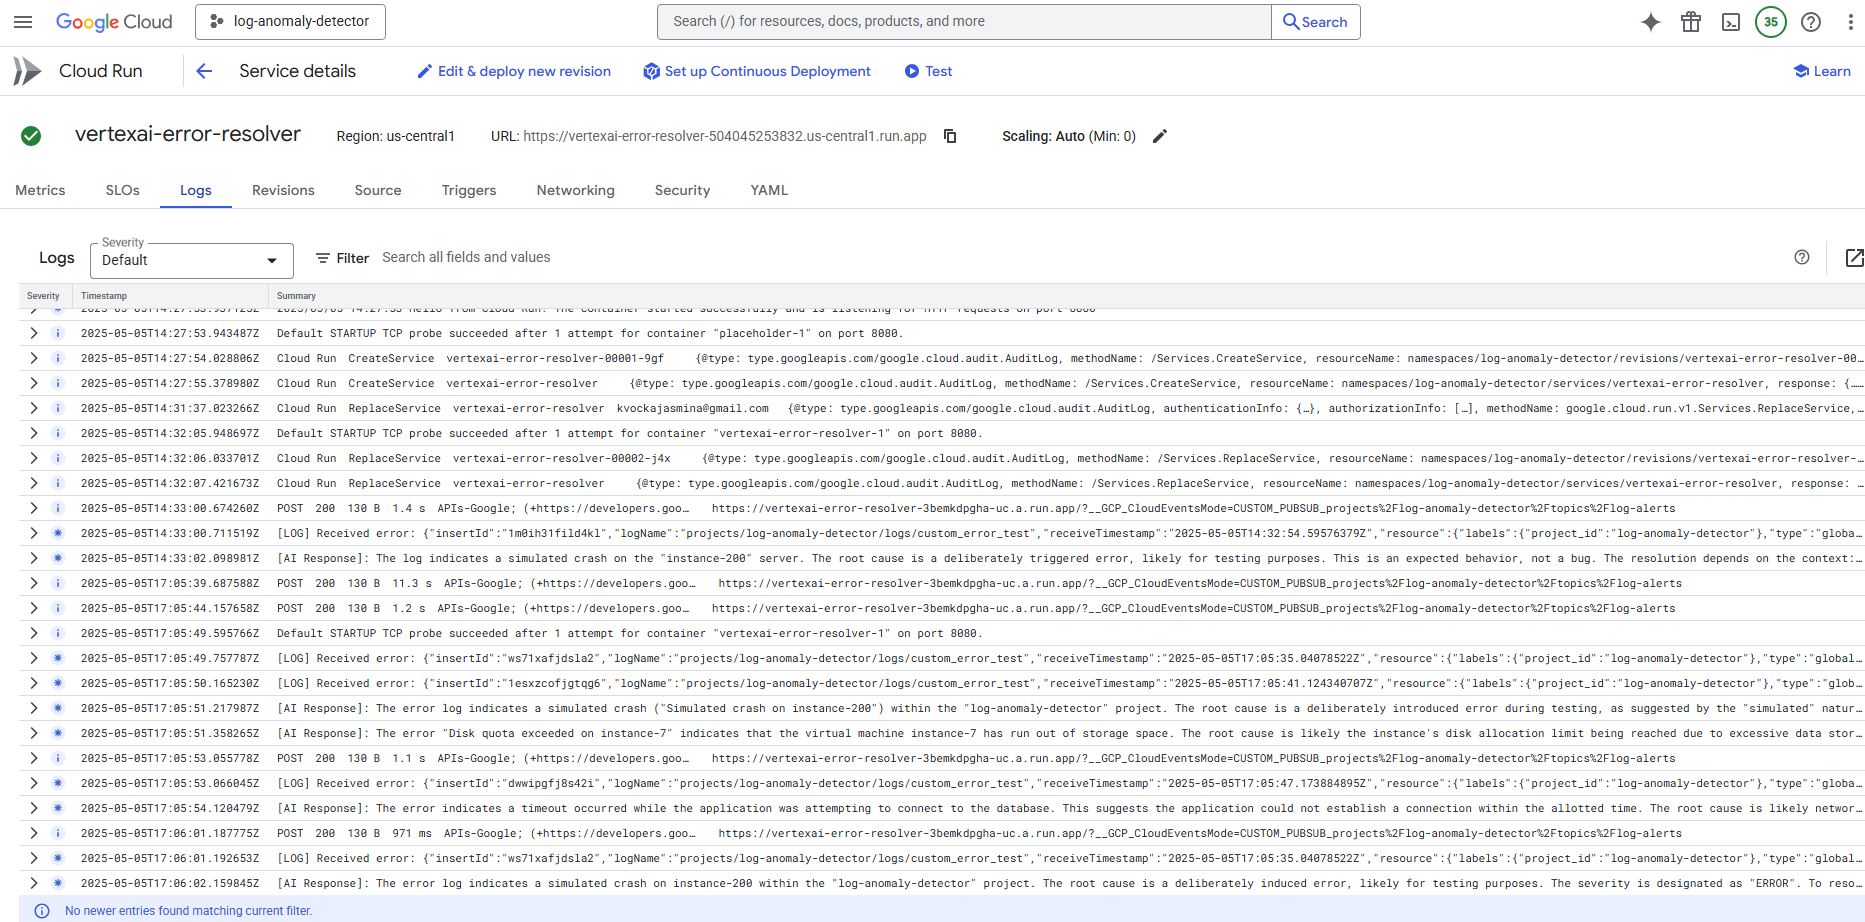 Google Cloud
log-anomaly-detector
Search (/) for resources, docs, products, and more
Search
35
Cloud Run
Service details
Edit & deploy new revision
Set up Continuous Deployment
Test
Learn
vertexai-error-resolver
Region: us-central1
URL: https://vertexai-error-resolver-504045253832.us-central1.run.app
Scaling: Auto (Min: 0)
Metrics SLOs Logs Revisions Source Triggers Networking Security YAML
Logs
Severity
Default
Filter Search all fields and values
Severity Timestamp Summary
2025-05-05T14:27:53.943487Z Default STARTUP TCP probe succeeded after 1 attempt for container "placeholder-1" on port 8080.
2025-05-05T14:27:54.028806Z Cloud Run CreateService vertexai-error-resolver-00001-9gf {@type: type.googleapis.com/google.cloud.audit.AuditLog, methodName: /Services.CreateService, resourceName: namespaces/log-anomaly-detector/revisions/vertexai-error-resolver-00…
2025-05-05T14:27:55.378980Z Cloud Run CreateService vertexai-error-resolver {@type: type.googleapis.com/google.cloud.audit.AuditLog, methodName: /Services.CreateService, resourceName: namespaces/log-anomaly-detector/services/vertexai-error-resolver, response: {……
2025-05-05T14:31:37.023266Z Cloud Run ReplaceService vertexai-error-resolver kvockajasmina@gmail.com {@type: type.googleapis.com/google.cloud.audit.AuditLog, authenticationInfo: {…}, authorizationInfo: […], methodName: google.cloud.run.v1.Services.ReplaceService,…
2025-05-05T14:32:05.948697Z Default STARTUP TCP probe succeeded after 1 attempt for container "vertexai-error-resolver-1" on port 8080.
2025-05-05T14:32:06.033701Z Cloud Run ReplaceService vertexai-error-resolver-00002-j4x {@type: type.googleapis.com/google.cloud.audit.AuditLog, methodName: /Services.ReplaceService, resourceName: namespaces/log-anomaly-detector/revisions/vertexai-error-resolver-…
2025-05-05T14:32:07.421673Z Cloud Run ReplaceService vertexai-error-resolver {@type: type.googleapis.com/google.cloud.audit.AuditLog, methodName: /Services.ReplaceService, resourceName: namespaces/log-anomaly-detector/services/vertexai-error-resolver, response: …
2025-05-05T14:33:00.674260Z POST 200 130 B 1.4 s APIs-Google; (+https://developers.goo… https://vertexai-error-resolver-3bemkdpgha-uc.a.run.app/?__GCP_CloudEventsMode=CUSTOM_PUBSUB_projects%2Flog-anomaly-detector%2Ftopics%2Flog-alerts
2025-05-05T14:33:00.711519Z [LOG] Received error: {"insertId":"1m0ih31fild4kl","logName":"projects/log-anomaly-detector/logs/custom_error_test","receiveTimestamp":"2025-05-05T14:32:54.59576379Z","resource":{"labels":{"project_id":"log-anomaly-detector"},"type":"globa…
2025-05-05T14:33:02.098981Z [AI Response]: The log indicates a simulated crash on the "instance-200" server. The root cause is a deliberately triggered error, likely for testing purposes. This is an expected behavior, not a bug. The resolution depends on the context:…
2025-05-05T17:05:39.687588Z POST 200 130 B 11.3 s APIs-Google; (+https://developers.goo… https://vertexai-error-resolver-3bemkdpgha-uc.a.run.app/?__GCP_CloudEventsMode=CUSTOM_PUBSUB_projects%2Flog-anomaly-detector%2Ftopics%2Flog-alerts
2025-05-05T17:05:44.157658Z POST 200 130 B 1.2 s APIs-Google; (+https://developers.goo… https://vertexai-error-resolver-3bemkdpgha-uc.a.run.app/?__GCP_CloudEventsMode=CUSTOM_PUBSUB_projects%2Flog-anomaly-detector%2Ftopics%2Flog-alerts
2025-05-05T17:05:49.595766Z Default STARTUP TCP probe succeeded after 1 attempt for container "vertexai-error-resolver-1" on port 8080.
2025-05-05T17:05:49.757787Z [LOG] Received error: {"insertId":"ws71xafjdsla2","logName":"projects/log-anomaly-detector/logs/custom_error_test","receiveTimestamp":"2025-05-05T17:05:35.04078522Z","resource":{"labels":{"project_id":"log-anomaly-detector"},"type":"global…
2025-05-05T17:05:50.165230Z [LOG] Received error: {"insertId":"1esxzcofjgtqg6","logName":"projects/log-anomaly-detector/logs/custom_error_test","receiveTimestamp":"2025-05-05T17:05:41.124340707Z","resource":{"labels":{"project_id":"log-anomaly-detector"},"type":"glob…
2025-05-05T17:05:51.217987Z [AI Response]: The error log indicates a simulated crash ("Simulated crash on instance-200") within the "log-anomaly-detector" project. The root cause is a deliberately introduced error during testing, as suggested by the "simulated" natur…
2025-05-05T17:05:51.358265Z [AI Response]: The error "Disk quota exceeded on instance-7" indicates that the virtual machine instance-7 has run out of storage space. The root cause is likely the instance's disk allocation limit being reached due to excessive data stor…
2025-05-05T17:05:53.055778Z POST 200 130 B 1.1 s APIs-Google; (+https://developers.goo… https://vertexai-error-resolver-3bemkdpgha-uc.a.run.app/?__GCP_CloudEventsMode=CUSTOM_PUBSUB_projects%2Flog-anomaly-detector%2Ftopics%2Flog-alerts
2025-05-05T17:05:53.066045Z [LOG] Received error: {"insertId":"dwwipgfj8s42i","logName":"projects/log-anomaly-detector/logs/custom_error_test","receiveTimestamp":"2025-05-05T17:05:47.173884895Z","resource":{"labels":{"project_id":"log-anomaly-detector"},"type":"globa…
2025-05-05T17:05:54.120479Z [AI Response]: The error indicates a timeout occurred while the application was attempting to connect to the database. This suggests the application could not establish a connection within the allotted time. The root cause is likely networ…
2025-05-05T17:06:01.187775Z POST 200 130 B 971 ms APIs-Google; (+https://developers.goo… https://vertexai-error-resolver-3bemkdpgha-uc.a.run.app/?__GCP_CloudEventsMode=CUSTOM_PUBSUB_projects%2Flog-anomaly-detector%2Ftopics%2Flog-alerts
2025-05-05T17:06:01.192653Z [LOG] Received error: {"insertId":"ws71xafjdsla2","logName":"projects/log-anomaly-detector/logs/custom_error_test","receiveTimestamp":"2025-05-05T17:05:35.04078522Z","resource":{"labels":{"project_id":"log-anomaly-detector"},"type":"global…
2025-05-05T17:06:02.159845Z [AI Response]: The error log indicates a simulated crash on instance-200 within the "log-anomaly-detector" project. The root cause is a deliberately induced error, likely for testing purposes. The severity is designated as "ERROR". To reso…
No newer entries found matching current filter.